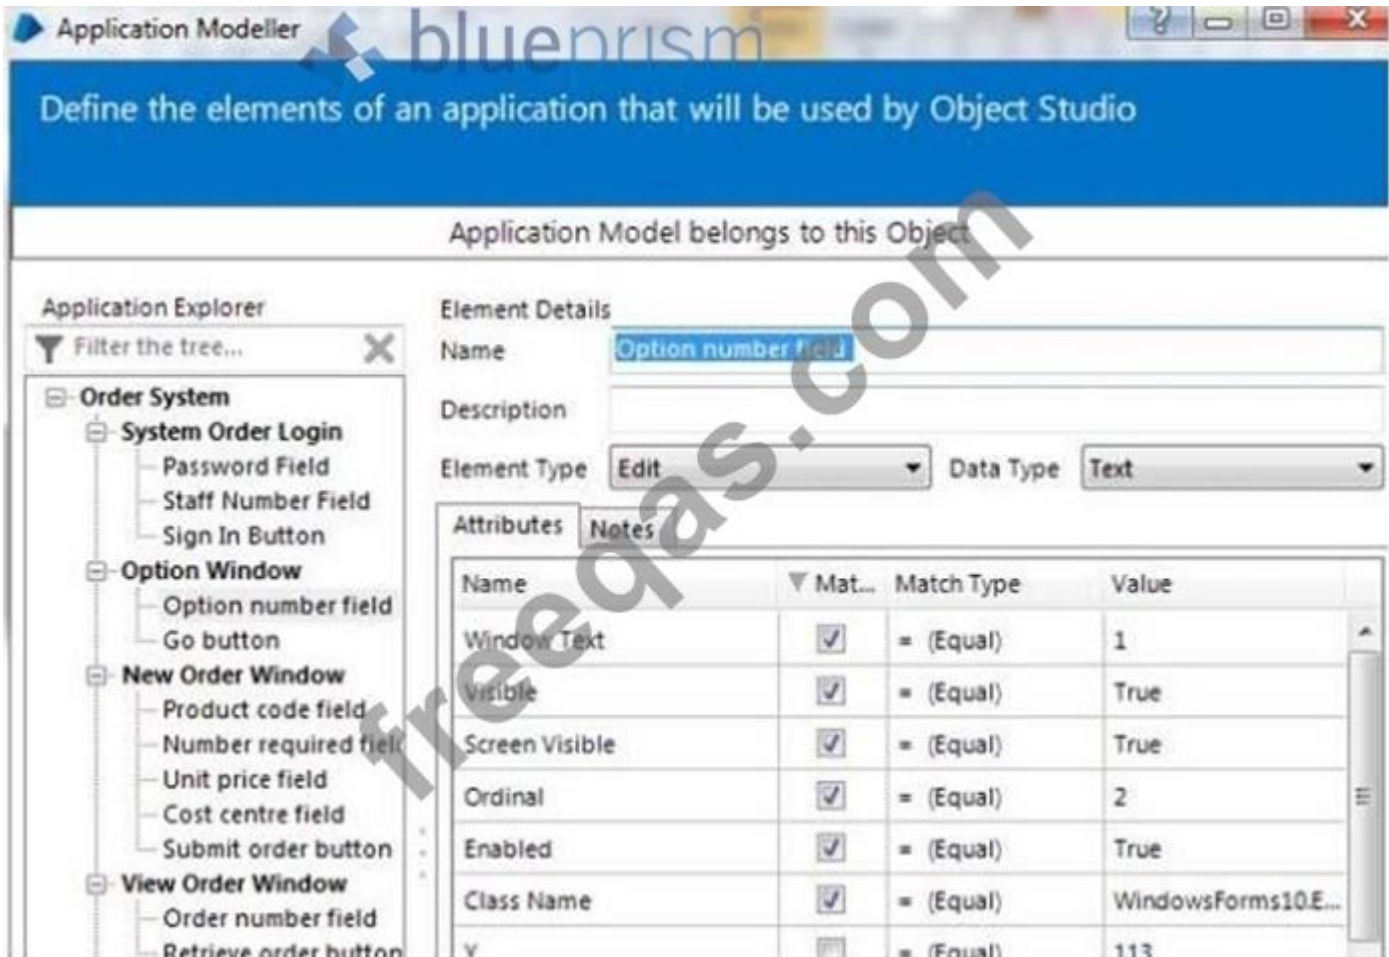 Application Modeller
blueprism
Define the elements of an application that will be used by Object Studio
Application Model belongs to this Object
Application Explorer
Filter the tree...
Order System
System Order Login
Password Field
Staff Number Field
Sign In Button
Option Window
Option number field
Go button
New Order Window
Product code field
Number required field
Unit price field
Cost centre field
Submit order button
View Order Window
Order number field
Retrieve order button
Element Details
Name Option number field
Description
Element Type Edit Data Type Text
Attributes Notes
Name Mat... Match Type Value
Window Text = (Equal) 1
Visible = (Equal) True
Screen Visible = (Equal) True
Ordinal = (Equal) 2
Enabled = (Equal) True
Class Name = (Equal) WindowsForms10.E...
Y = (Equal) 113
freeqas.com